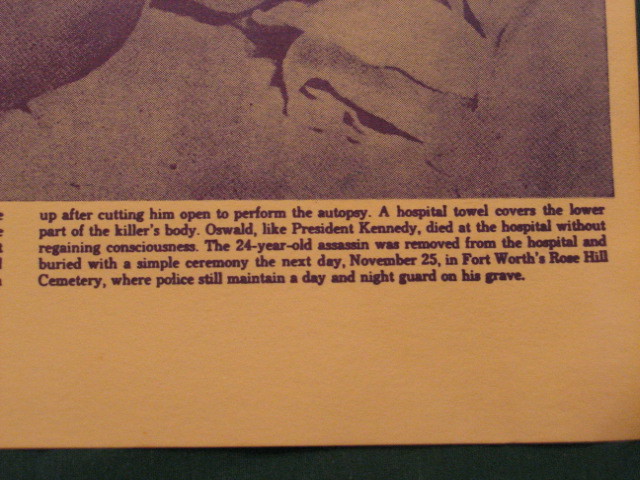 e up after cutting him open to perform the autopsy. A hospital towel covers the lower
e part of the killer's body. Oswald, like President Kennedy, died at the hospital without
t regaining consciousness. The 24-year-old assassin was removed from the hospital and
buried with a simple ceremony the next day, November 25, in Fort Worth's Rose Hill
Cemetery, where police still maintain a day and night guard on his grave.